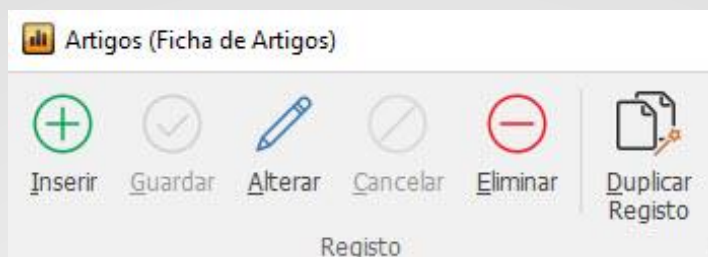 Artigos (Ficha de Artigos)
Inserir Guardar Alterar Cancelar Eliminar Duplicar
Registo
Registo